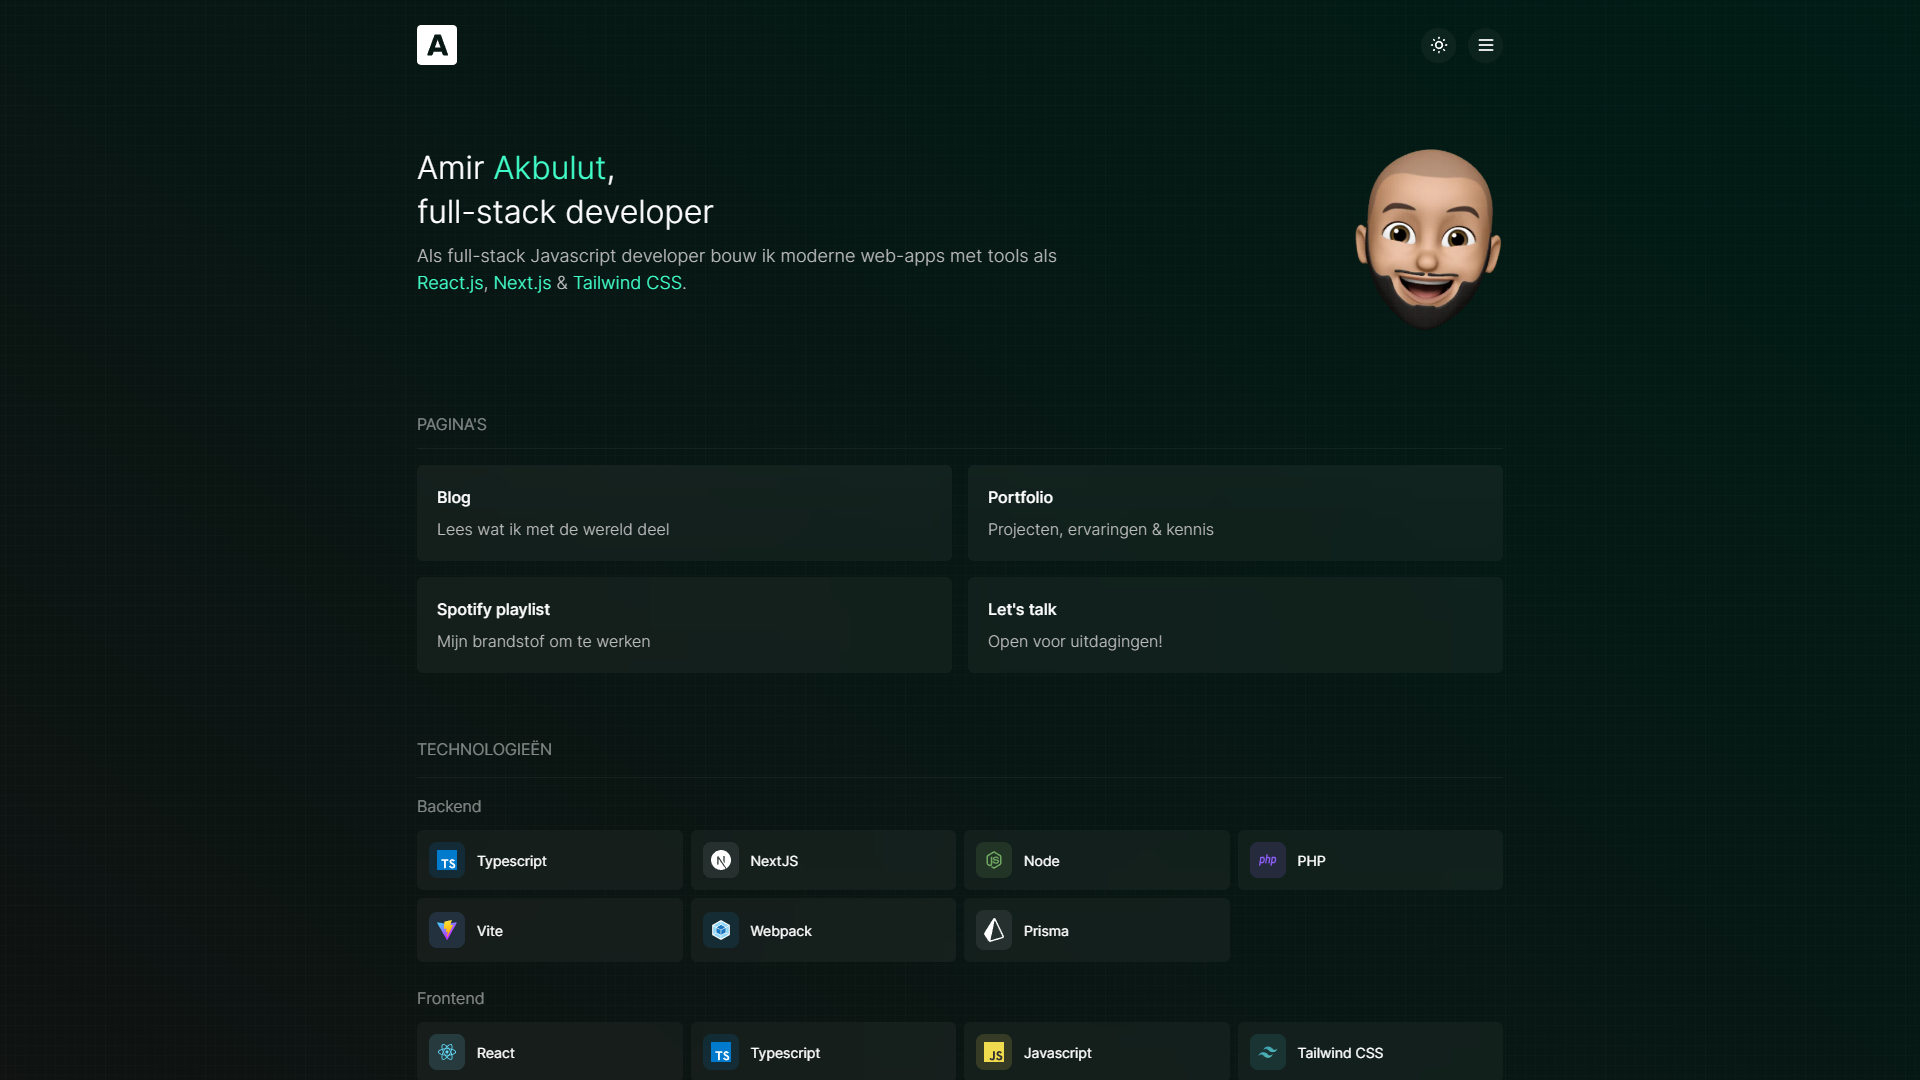 A
Amir Akbulut,
full-stack developer
Als full-stack Javascript developer bouw ik moderne web-apps met tools als
React.js, Next.js & Tailwind CSS.
PAGINA'S
Blog
Lees wat ik met de wereld deel
Portfolio
Projecten, ervaringen & kennis
Spotify playlist
Mijn brandstof om te werken
Let's talk
Open voor uitdagingen!
TECHNOLOGIEËN
Backend
TS Typescript
N NextJS
JS Node
php PHP
Vite
Webpack
Prisma
Frontend
React
TS Typescript
JS Javascript
Tailwind CSS